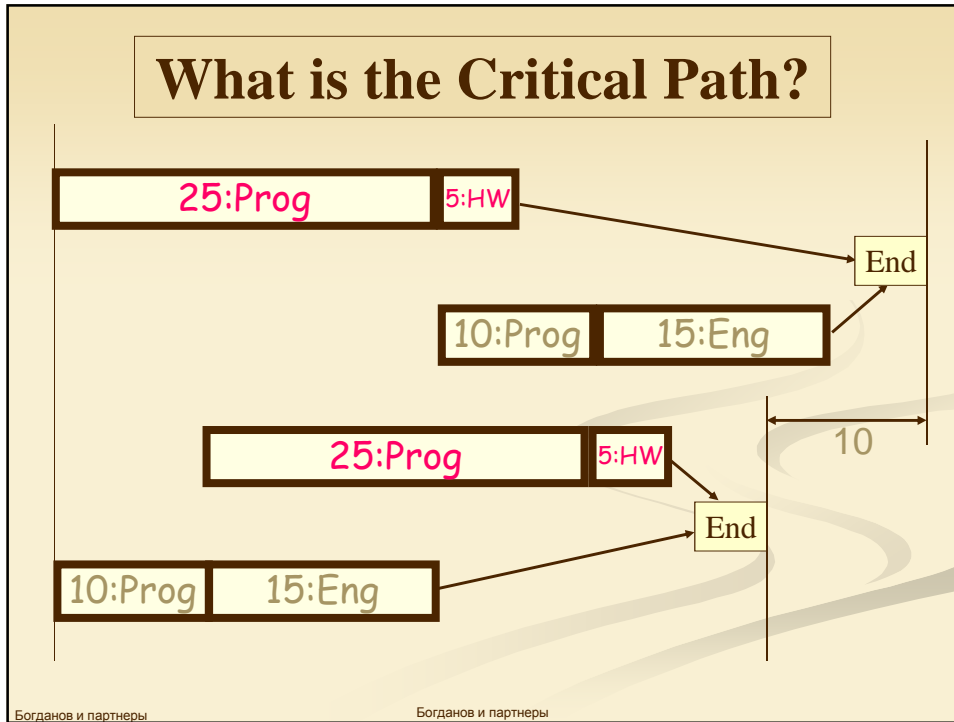 What is the Critical Path?
25:Prog
5:HW
End
10:Prog
15:Eng
10
25:Prog
5:HW
End
10:Prog
15:Eng
Богданов и партнеры
Богданов и партнеры